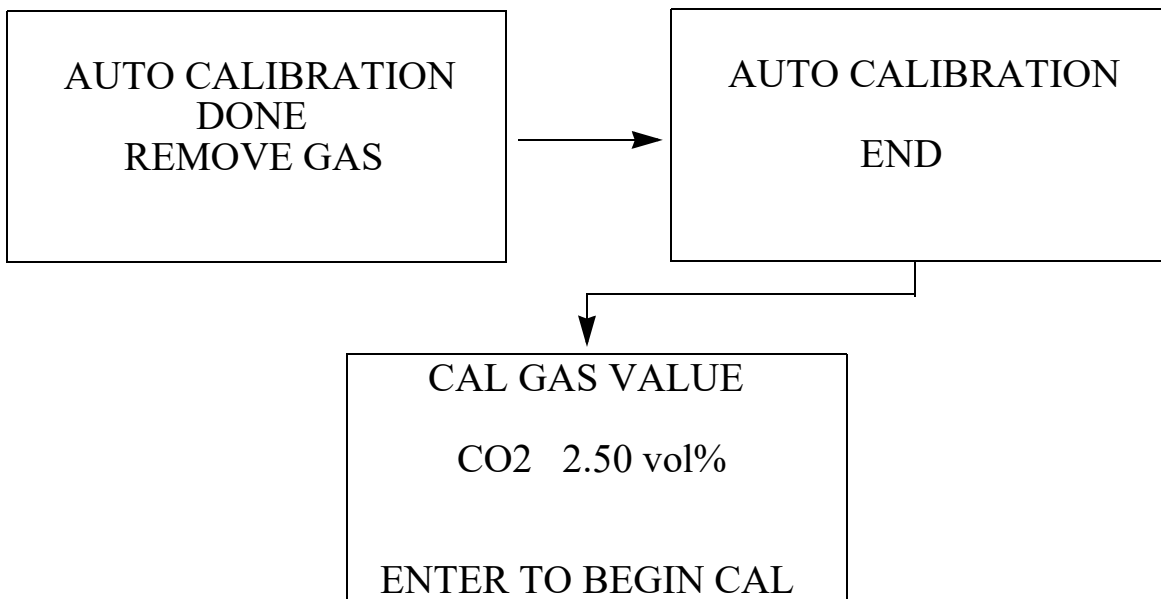 AUTO CALIBRATION
DONE
REMOVE GAS
AUTO CALIBRATION
END
CAL GAS VALUE
CO2 2.50 vol%
ENTER TO BEGIN CAL